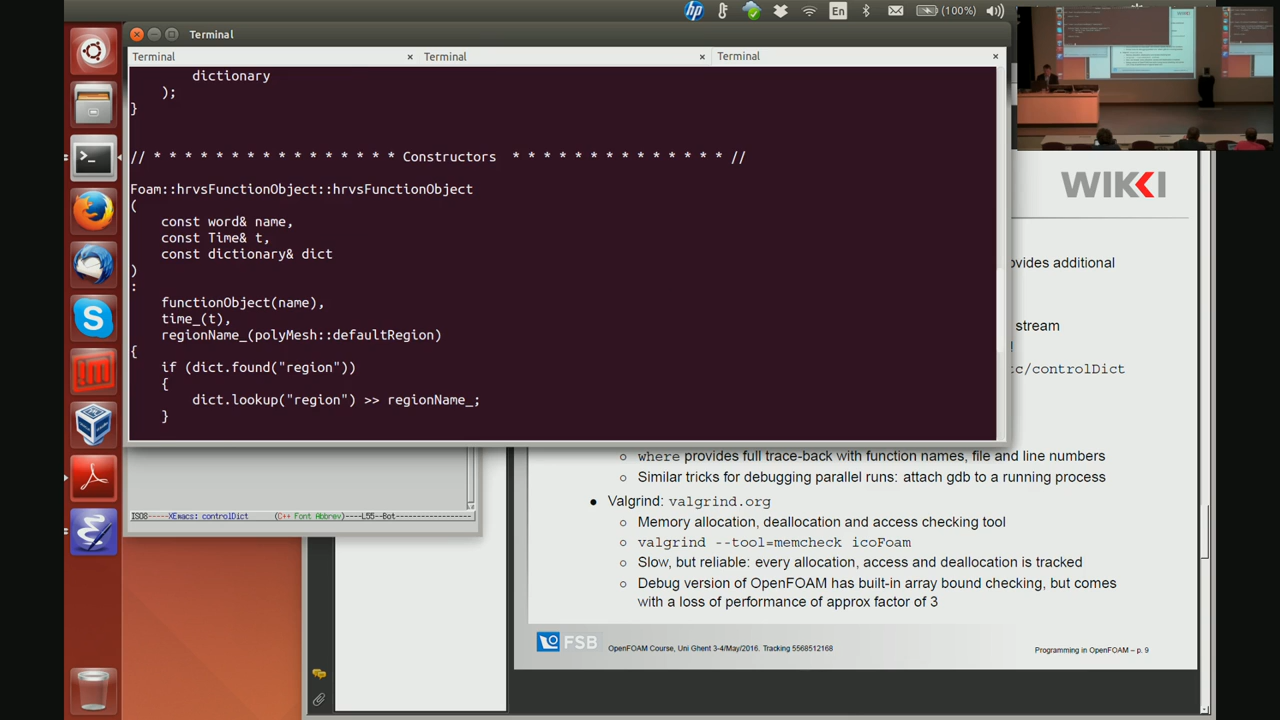 En
(100%)
Terminal
Terminal
Terminal
Terminal
dictionary
);
}
// * * * * * * * * * * * * * * * * Constructors * * * * * * * * * * * * * * //
Foam::hrvsFunctionObject::hrvsFunctionObject
(
const word& name,
const Time& t,
const dictionary& dict
)
:
functionObject(name),
time_(t),
regionName_(polyMesh::defaultRegion)
{
if (dict.found("region"))
{
dict.lookup("region") >> regionName_;
}
WIKKI
ovides additional
stream
!
tc/controlDict
where provides full trace-back with function names, file and line numbers
Similar tricks for debugging parallel runs: attach gdb to a running process
Valgrind: valgrind.org
Memory allocation, deallocation and access checking tool
valgrind --tool=memcheck icoFoam
Slow, but reliable: every allocation, access and deallocation is tracked
Debug version of OpenFOAM has built-in array bound checking, but comes
with a loss of performance of approx factor of 3
ISO8-----XEmacs: controlDict (C++ Font Abbrev)----L55--Bot--------------------
FSB
OpenFOAM Course, Uni Ghent 3-4/May/2016. Tracking 5568512168
Programming in OpenFOAM – p. 9